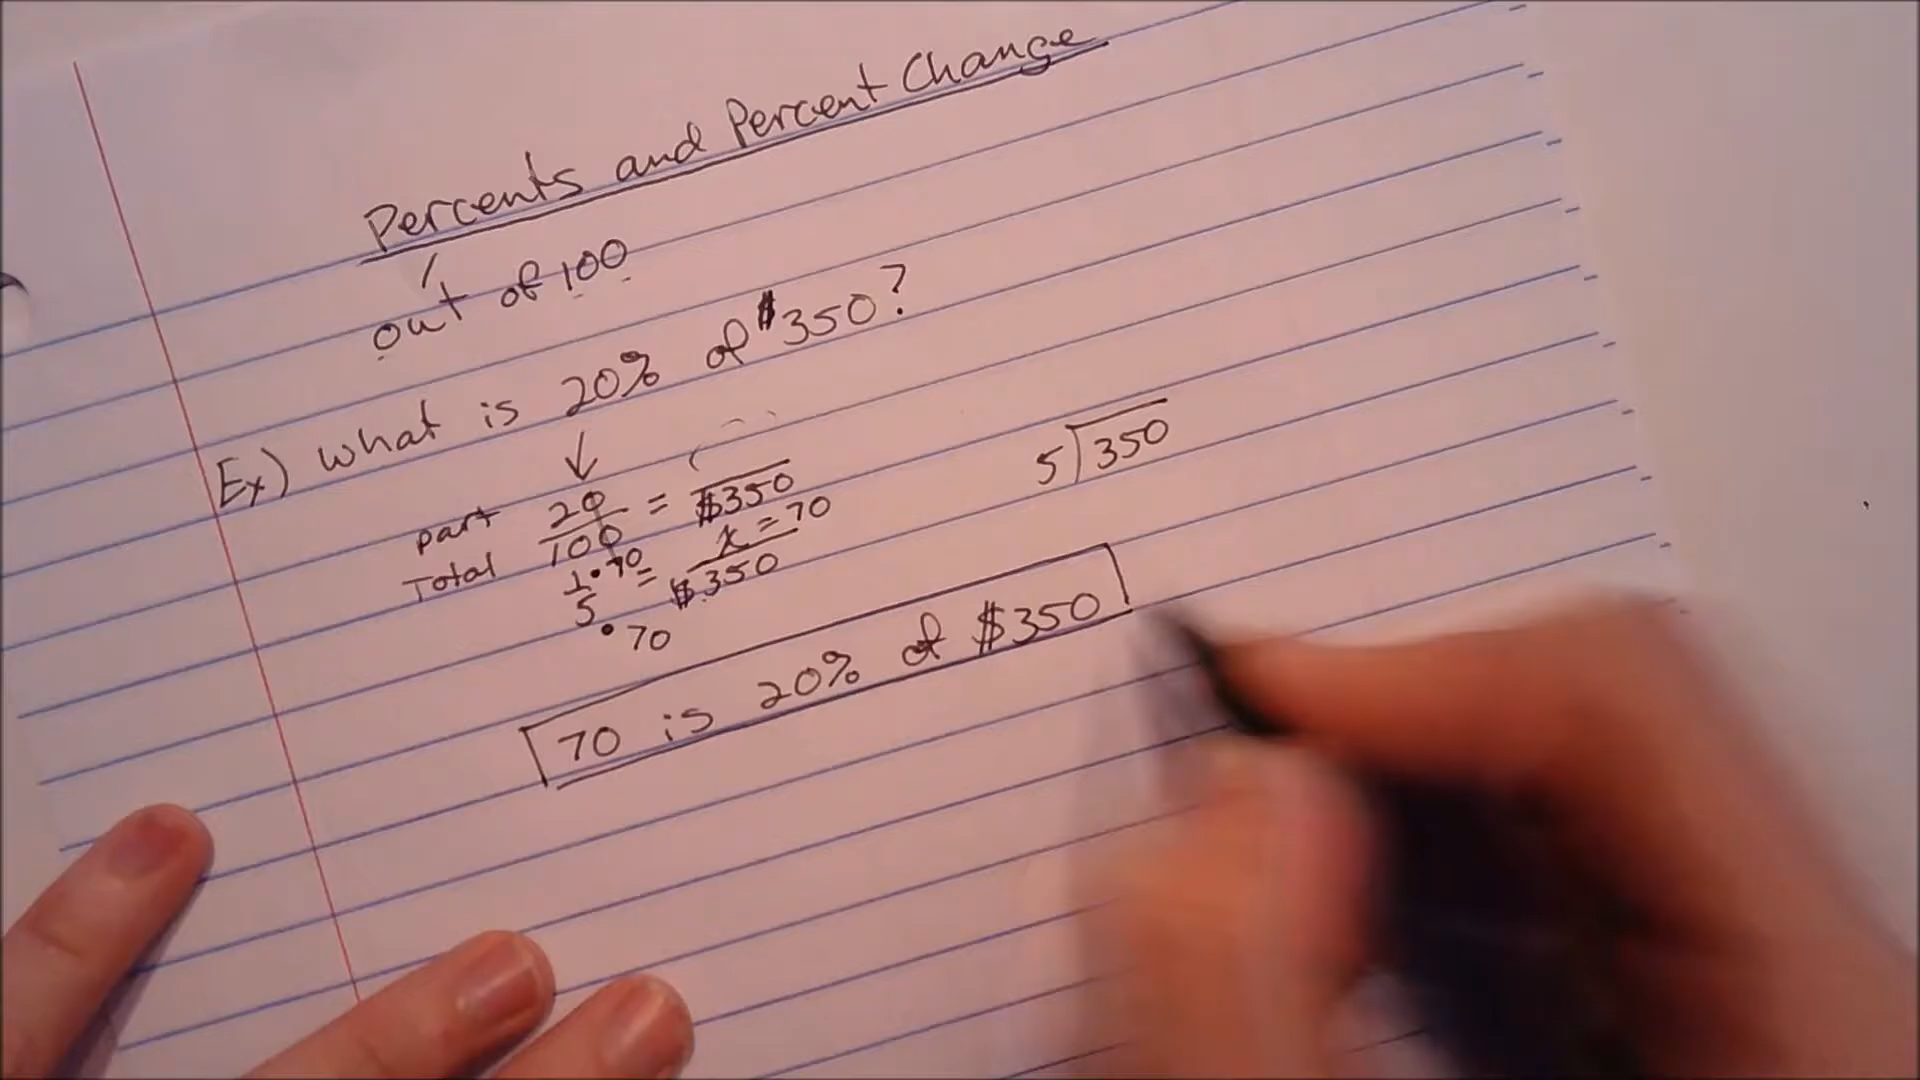 Percents and Percent Change
out of 100
Ex) what is 20% of $350?
part 20 = $350
Total 100 x = 70
1 • 70 = $350
5 • 70
5)350
70 is 20% of $350